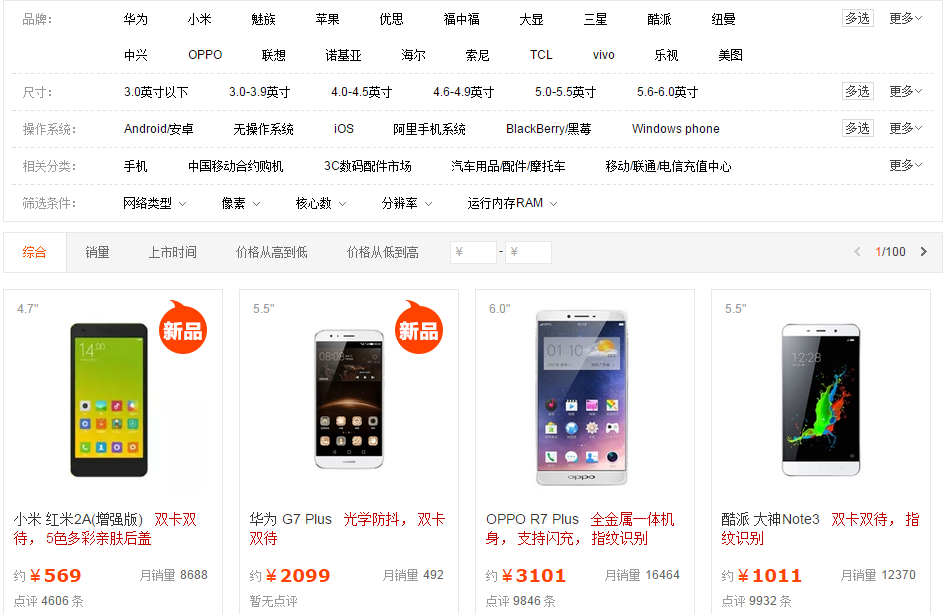 品牌： 华为 小米 魅族 苹果 优思 福中福 大显 三星 酷派 纽曼 多选 更多
中兴 OPPO 联想 诺基亚 海尔 索尼 TCL vivo 乐视 美图
尺寸： 3.0英寸以下 3.0-3.9英寸 4.0-4.5英寸 4.6-4.9英寸 5.0-5.5英寸 5.6-6.0英寸 多选 更多
操作系统： Android/安卓 无操作系统 iOS 阿里手机系统 BlackBerry/黑莓 Windows phone 多选 更多
相关分类： 手机 中国移动合约购机 3C数码配件市场 汽车用品/配件/摩托车 移动/联通/电信充值中心 更多
筛选条件： 网络类型 像素 核心数 分辨率 运行内存RAM
综合 销量 上市时间 价格从高到低 价格从低到高 ¥ - ¥ < 1/100 >
4.7" 5.5" 6.0" 5.5"
新品 新品
14:00 08:08 01:10 12:28
oppo
小米 红米2A(增强版) 双卡双
待， 5色多彩亲肤后盖
华为 G7 Plus 光学防抖， 双卡
双待
OPPO R7 Plus 全金属一体机
身， 支持闪充， 指纹识别
酷派 大神Note3 双卡双待， 指
纹识别
约 ¥569 月销量 8688 约 ¥2099 月销量 492 约 ¥3101 月销量 16464 约 ¥1011 月销量 12370
点评 4606 条 暂无点评 点评 9846 条 点评 9932 条